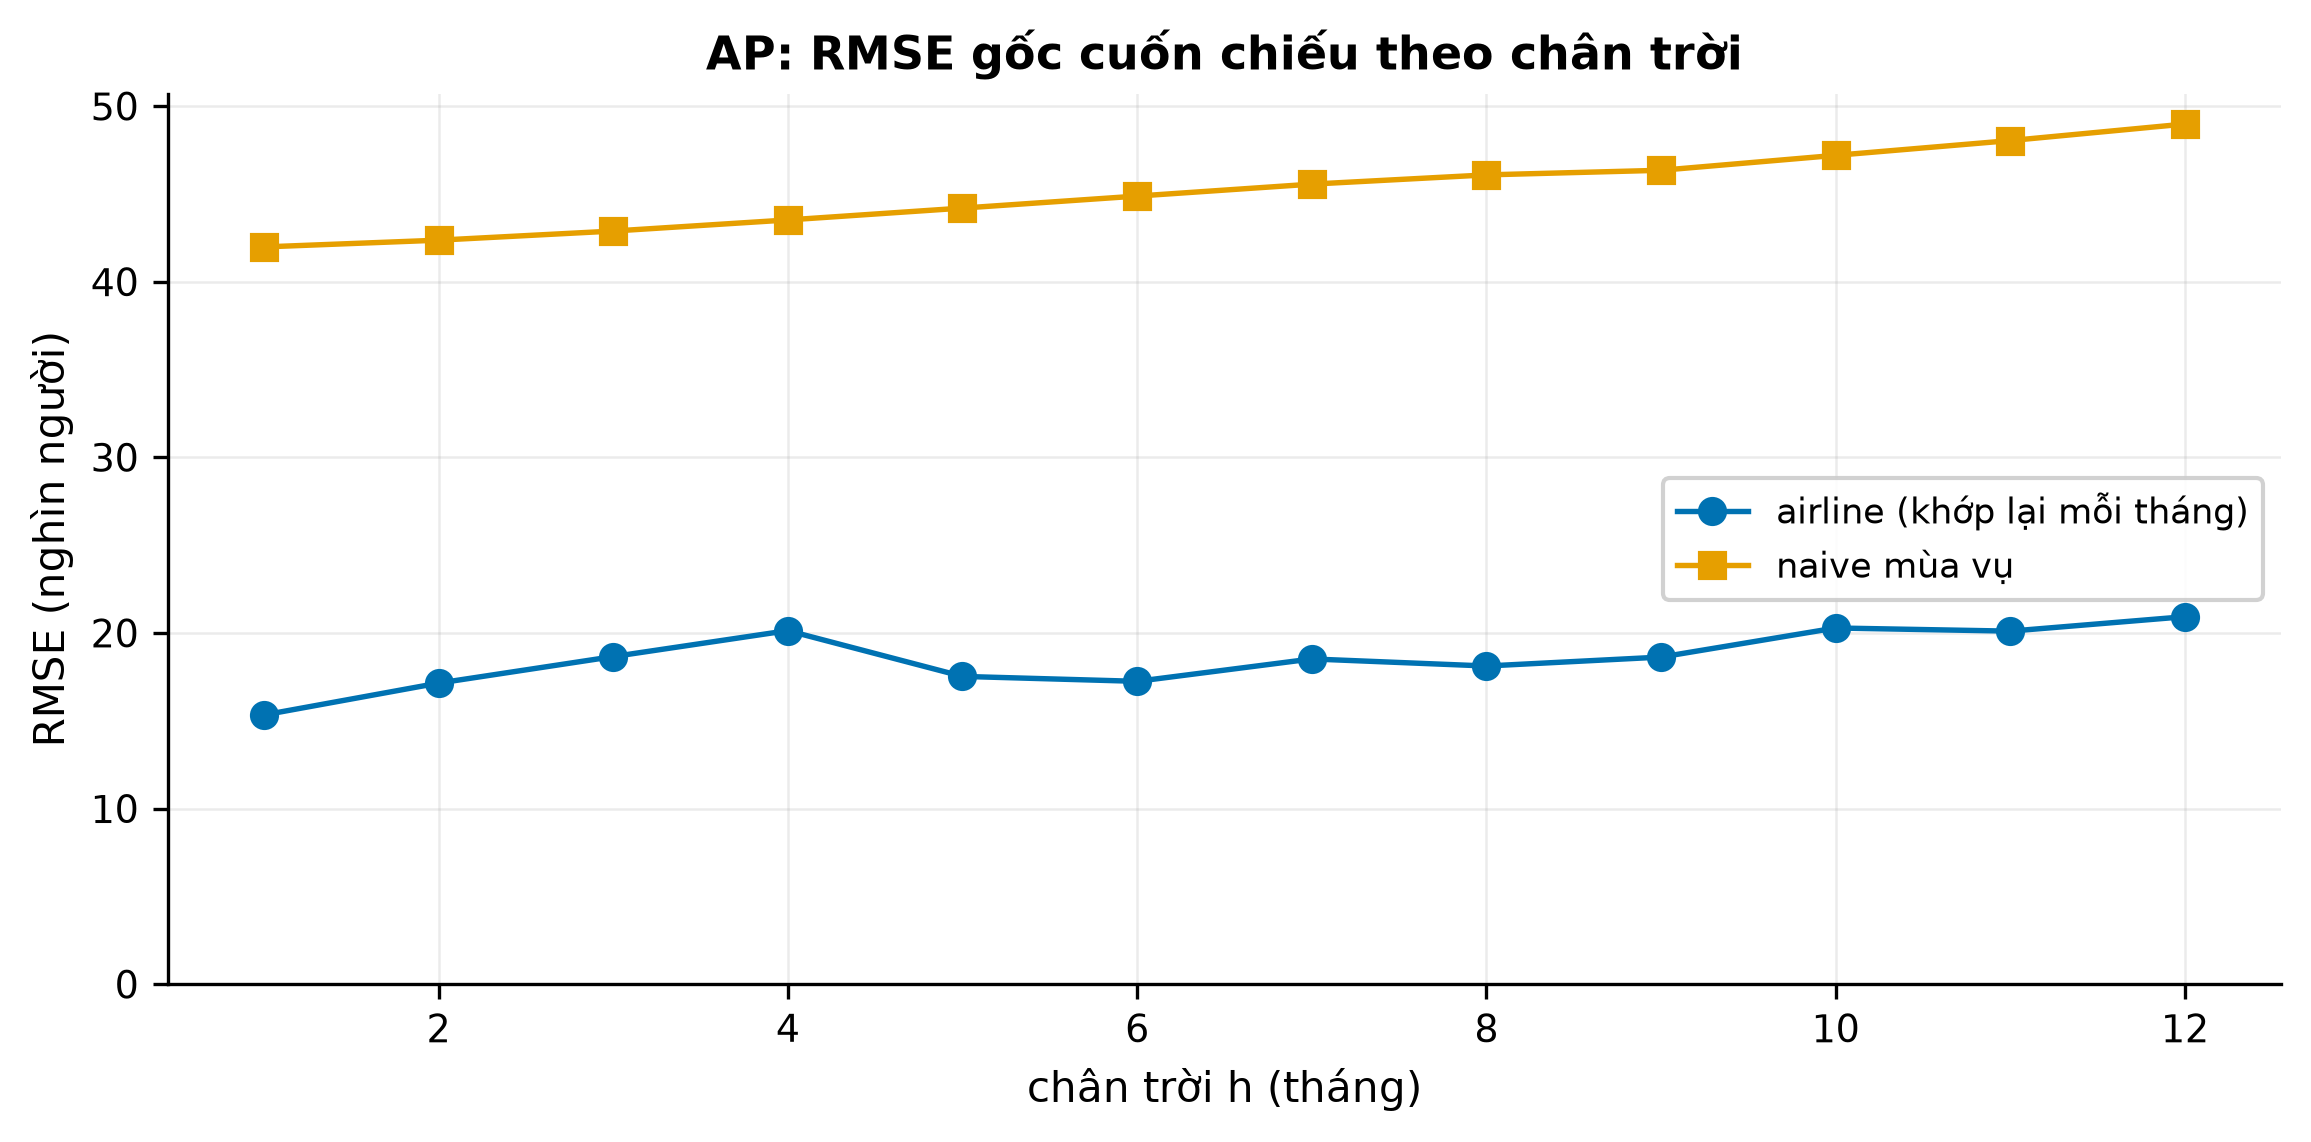 AP: RMSE gốc cuốn chiếu theo chân trời
RMSE (nghìn người)
50
40
30
20
10
0
airline (khớp lại mỗi tháng)
naive mùa vụ
2 4 6 8 10 12
chân trời h (tháng)